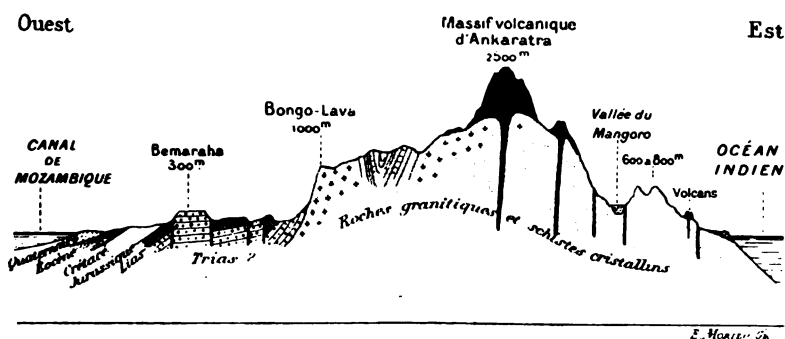 Ouest
Est
Massif volcanique
d'Ankaratra
2500m
Bongo-Lava
1000m
Bemaraha
300m
CANAL
DE
MOZAMBIQUE
Vallée du
Mangoro
600 à 800m
Volcans
OCÉAN
INDIEN
Quaternaire
Eocène
Crétacé
Jurassique
Lias
Trias ?
Roches granitiques et schistes cristallins